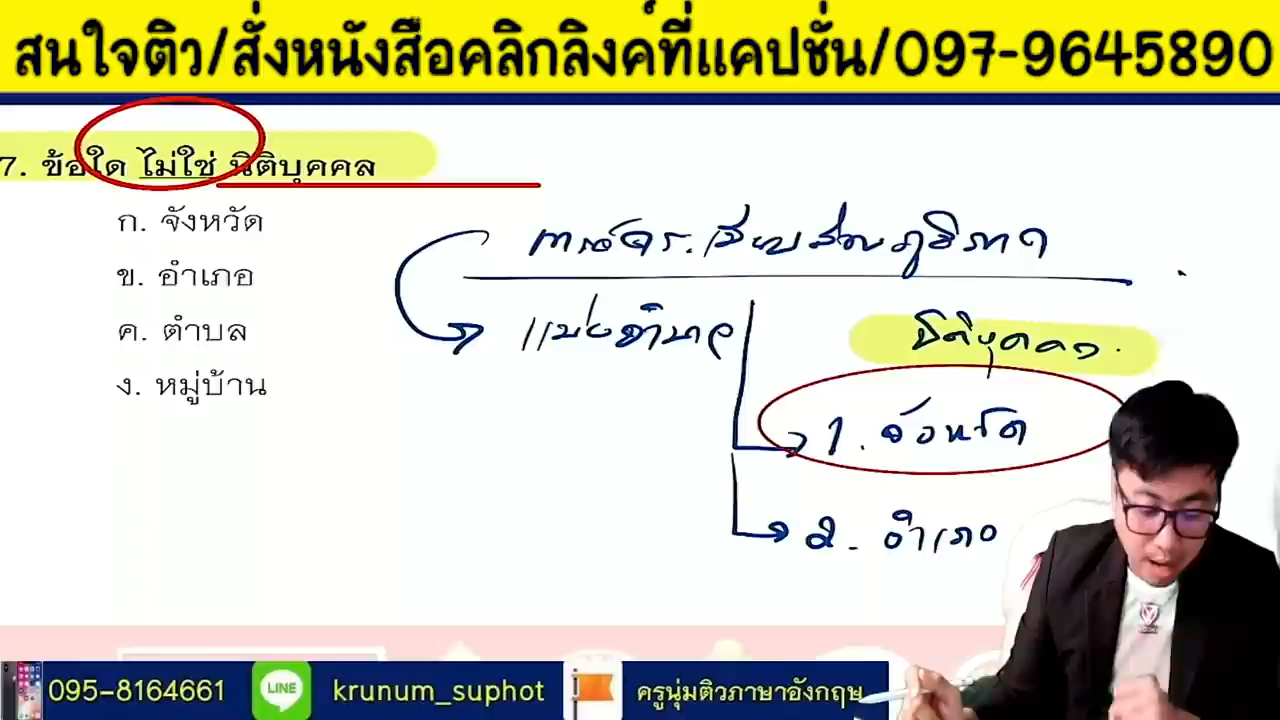 สนใจติว/สั่งหนังสือคลิกลิงค์ที่แคปชั่น/097-9645890
7. ข้อใด ไม่ใช่ นิติบุคคล
ก. จังหวัด
ข. อำเภอ
ค. ตำบล
ง. หมู่บ้าน
ระเบียบส่วนภูมิภาค
แบ่งอำนาจ
นิติบุคคล
1. จังหวัด
2. อำเภอ
095-8164661
LINE
krunum_suphot
ครูนุ่มติวภาษาอังกฤษ